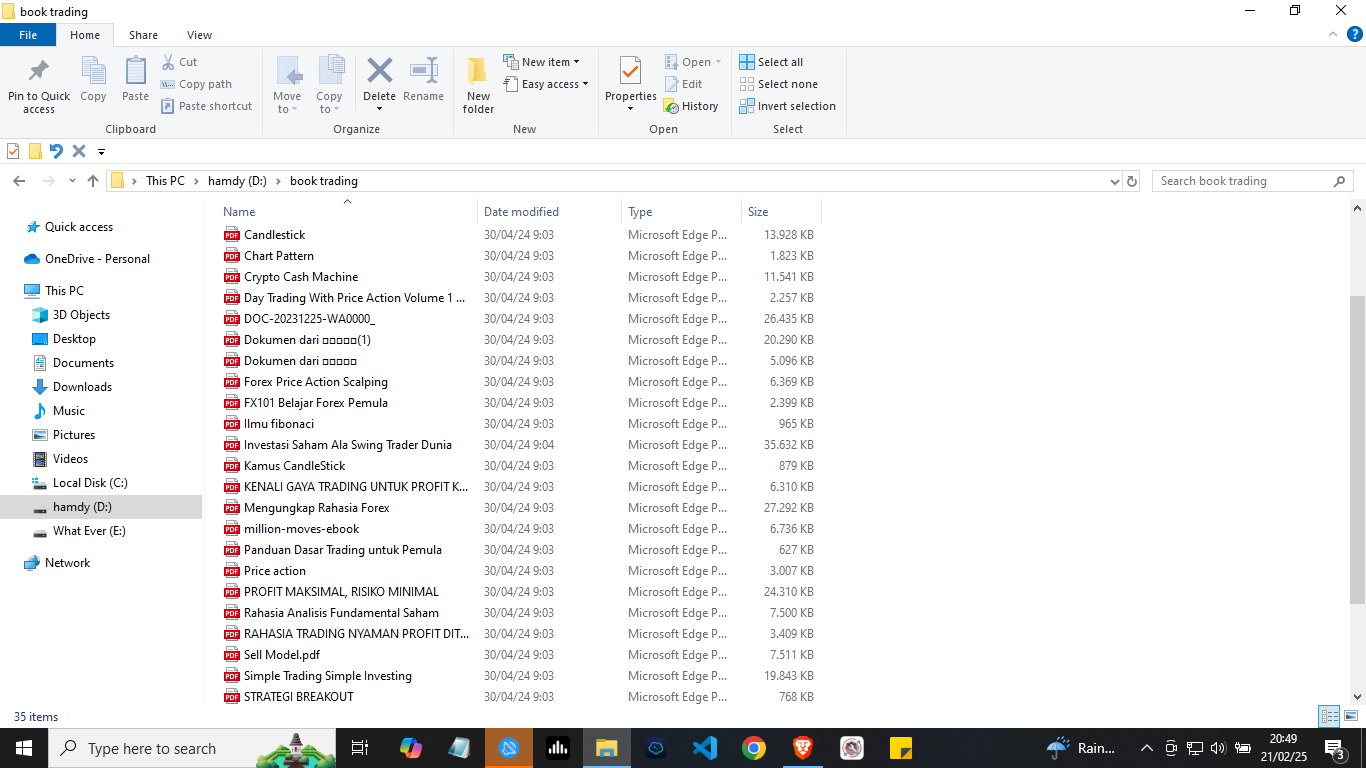 book trading
File Home Share View
Pin to Quick access
Copy
Paste
Cut
Copy path
Paste shortcut
Clipboard
Move to
Copy to
Delete
Rename
Organize
New folder
New item
Easy access
New
Properties
Open
Edit
History
Open
Select all
Select none
Invert selection
Select
This PC > hamdy (D:) > book trading
Search book trading
Quick access
OneDrive - Personal
This PC
3D Objects
Desktop
Documents
Downloads
Music
Pictures
Videos
Local Disk (C:)
hamdy (D:)
What Ever (E:)
Network
Name Date modified Type Size
Candlestick 30/04/24 9:03 Microsoft Edge P... 13.928 KB
Chart Pattern 30/04/24 9:03 Microsoft Edge P... 1.823 KB
Crypto Cash Machine 30/04/24 9:03 Microsoft Edge P... 11.541 KB
Day Trading With Price Action Volume 1 ... 30/04/24 9:03 Microsoft Edge P... 2.257 KB
DOC-20231225-WA0000_ 30/04/24 9:03 Microsoft Edge P... 26.435 KB
Dokumen dari □□□□□(1) 30/04/24 9:03 Microsoft Edge P... 20.290 KB
Dokumen dari □□□□□ 30/04/24 9:03 Microsoft Edge P... 5.096 KB
Forex Price Action Scalping 30/04/24 9:03 Microsoft Edge P... 6.369 KB
FX101 Belajar Forex Pemula 30/04/24 9:03 Microsoft Edge P... 2.399 KB
Ilmu fibonaci 30/04/24 9:03 Microsoft Edge P... 965 KB
Investasi Saham Ala Swing Trader Dunia 30/04/24 9:04 Microsoft Edge P... 35.632 KB
Kamus CandleStick 30/04/24 9:03 Microsoft Edge P... 879 KB
KENALI GAYA TRADING UNTUK PROFIT K... 30/04/24 9:03 Microsoft Edge P... 6.310 KB
Mengungkap Rahasia Forex 30/04/24 9:03 Microsoft Edge P... 27.292 KB
million-moves-ebook 30/04/24 9:03 Microsoft Edge P... 6.736 KB
Panduan Dasar Trading untuk Pemula 30/04/24 9:03 Microsoft Edge P... 627 KB
Price action 30/04/24 9:03 Microsoft Edge P... 3.007 KB
PROFIT MAKSIMAL, RISIKO MINIMAL 30/04/24 9:03 Microsoft Edge P... 24.310 KB
Rahasia Analisis Fundamental Saham 30/04/24 9:03 Microsoft Edge P... 7.500 KB
RAHASIA TRADING NYAMAN PROFIT DIT... 30/04/24 9:03 Microsoft Edge P... 3.409 KB
Sell Model.pdf 30/04/24 9:03 Microsoft Edge P... 7.511 KB
Simple Trading Simple Investing 30/04/24 9:03 Microsoft Edge P... 19.843 KB
STRATEGI BREAKOUT 30/04/24 9:03 Microsoft Edge P... 768 KB
35 items
Type here to search
Rain...
20:49
21/02/25
3